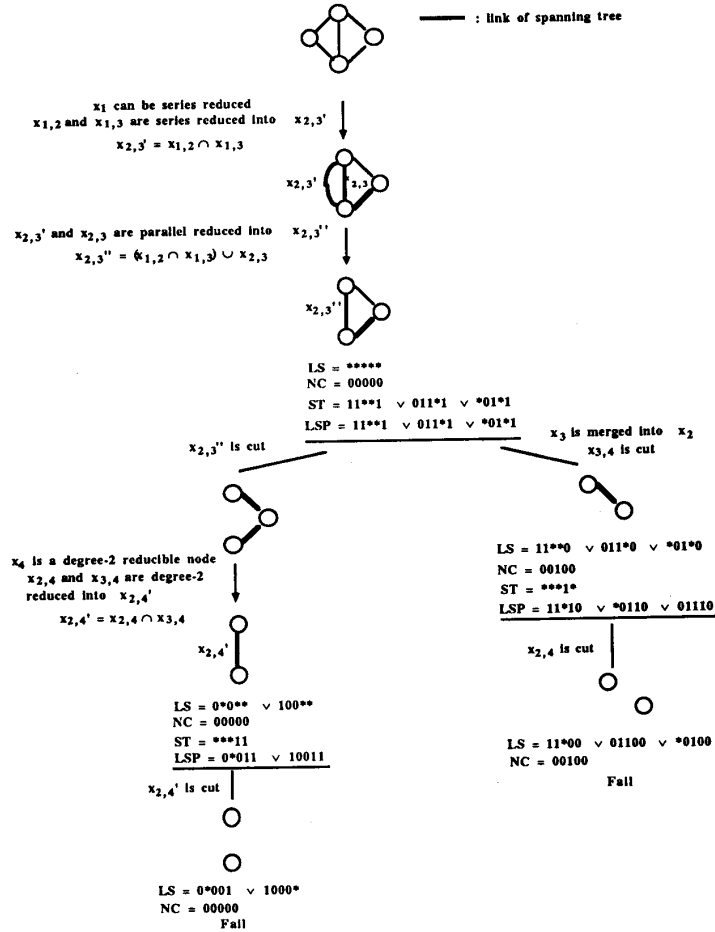 : link of spanning tree
x1 can be series reduced
x1,2 and x1,3 are series reduced into x2,3'
x2,3' = x1,2 ∩ x1,3
x2,3' x2,3
x2,3' and x2,3 are parallel reduced into x2,3''
x2,3'' = (x1,2 ∩ x1,3) ∪ x2,3
x2,3''
LS = *****
NC = 00000
ST = 11**1 ∨ 011*1 ∨ *01*1
LSP = 11**1 ∨ 011*1 ∨ *01*1
x2,3'' is cut
x3 is merged into x2
x3,4 is cut
x4 is a degree-2 reducible node
x2,4 and x3,4 are degree-2
reduced into x2,4'
x2,4' = x2,4 ∩ x3,4
x2,4'
LS = 0*0** ∨ 100**
NC = 00000
ST = ***11
LSP = 0*011 ∨ 10011
x2,4' is cut
LS = 0*001 ∨ 1000*
NC = 00000
Fail
LS = 11**0 ∨ 011*0 ∨ *01*0
NC = 00100
ST = ***1*
LSP = 11*10 ∨ *0110 ∨ 01110
x2,4 is cut
LS = 11*00 ∨ 01100 ∨ *0100
NC = 00100
Fail